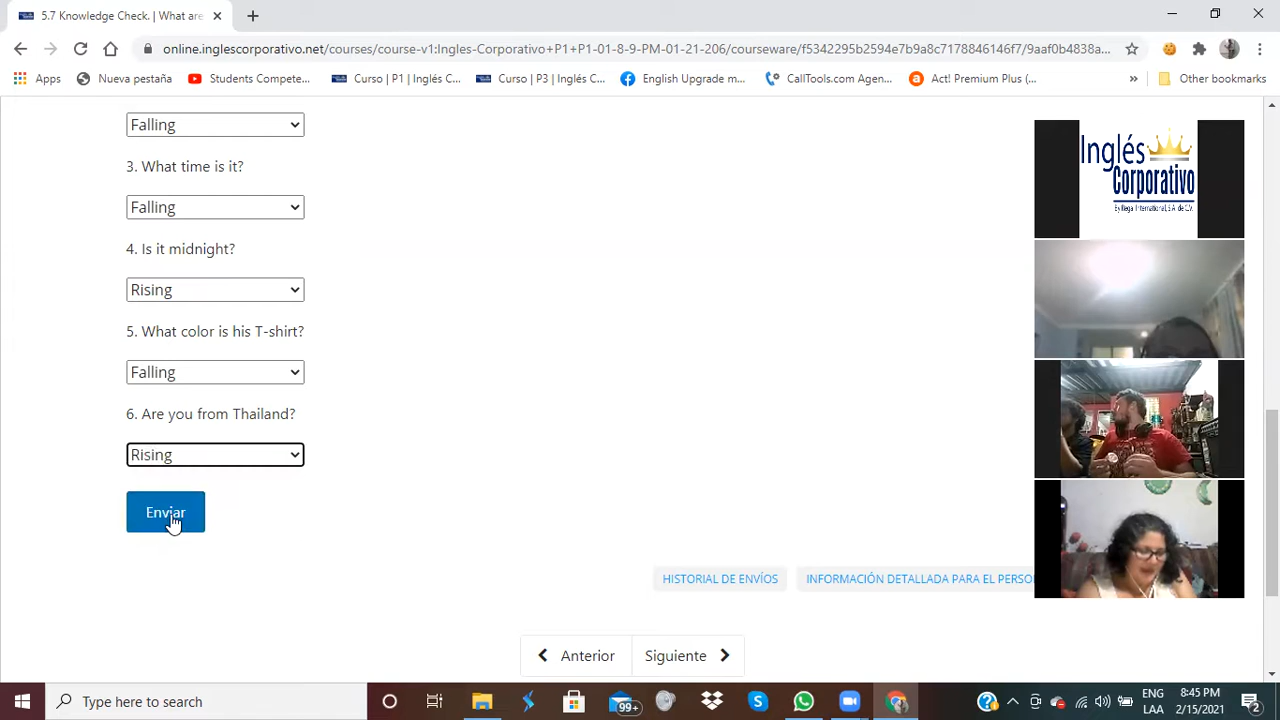 5.7 Knowledge Check. | What are
online.inglescorporativo.net/courses/course-v1:Ingles-Corporativo+P1+P1-01-8-9-PM-01-21-206/courseware/f5342295b2594e7b9a8c7178846146f7/9aaf0b4838a...
Apps Nueva pestaña Students Compete... Curso | P1 | Inglés C... Curso | P3 | Inglés C... English Upgrade m... CallTools.com Agen... Act! Premium Plus (... » Other bookmarks
Falling
3. What time is it?
Falling
4. Is it midnight?
Rising
5. What color is his T-shirt?
Falling
6. Are you from Thailand?
Rising
Enviar
HISTORIAL DE ENVÍOS INFORMACIÓN DETALLADA PARA EL PERSO
Anterior Siguiente
Inglés
Corporativo
Type here to search
99+
ENG
LAA
8:45 PM
2/15/2021
2